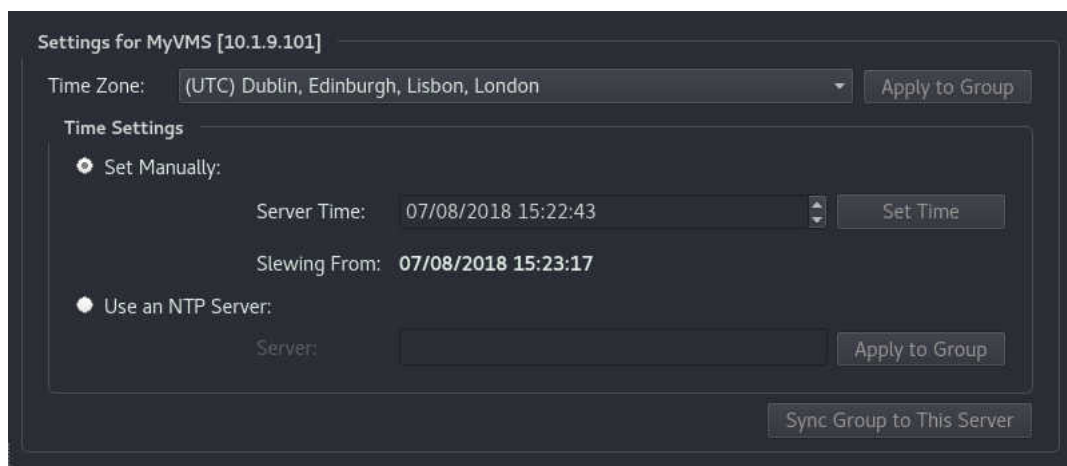 Settings for MyVMS [10.1.9.101]
Time Zone: (UTC) Dublin, Edinburgh, Lisbon, London Apply to Group
Time Settings
Set Manually:
Server Time: 07/08/2018 15:22:43 Set Time
Slewing From: 07/08/2018 15:23:17
Use an NTP Server:
Server: Apply to Group
Sync Group to This Server